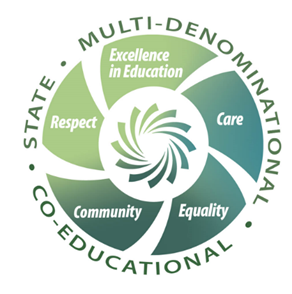 STATE • MULTI-DENOMINATIONAL • CO-EDUCATIONAL •
Excellence
in Education
Care
Equality
Community
Respect